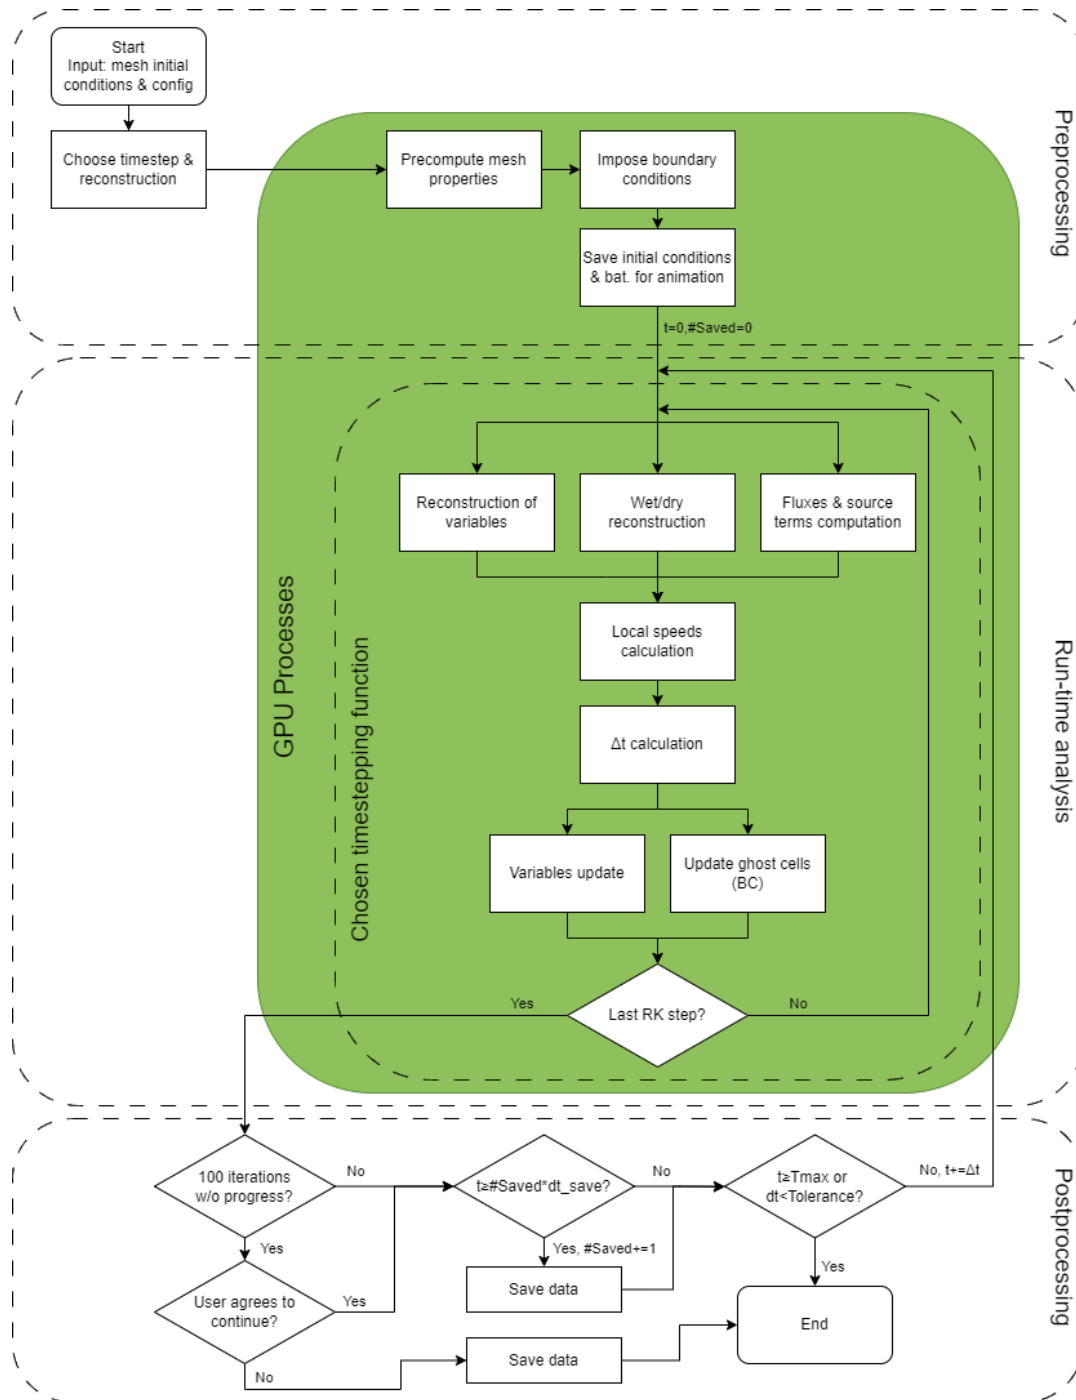 Start
Input: mesh initial
conditions & config
Choose timestep &
reconstruction
Precompute mesh
properties
Impose boundary
conditions
Save initial conditions
& bat. for animation
t=0,#Saved=0
Preprocessing
Reconstruction of
variables
Wet/dry
reconstruction
Fluxes & source
terms computation
Local speeds
calculation
Δt calculation
Variables update
Update ghost cells
(BC)
Last RK step?
Yes
No
GPU Processes
Chosen timestepping function
Run-time analysis
100 iterations
w/o progress?
No
Yes
User agrees to
continue?
Yes
No
t≥#Saved*dt_save?
No
Yes, #Saved+=1
Save data
Save data
t≥Tmax or
dt<Tolerance?
No, t+=Δt
Yes
End
Postprocessing